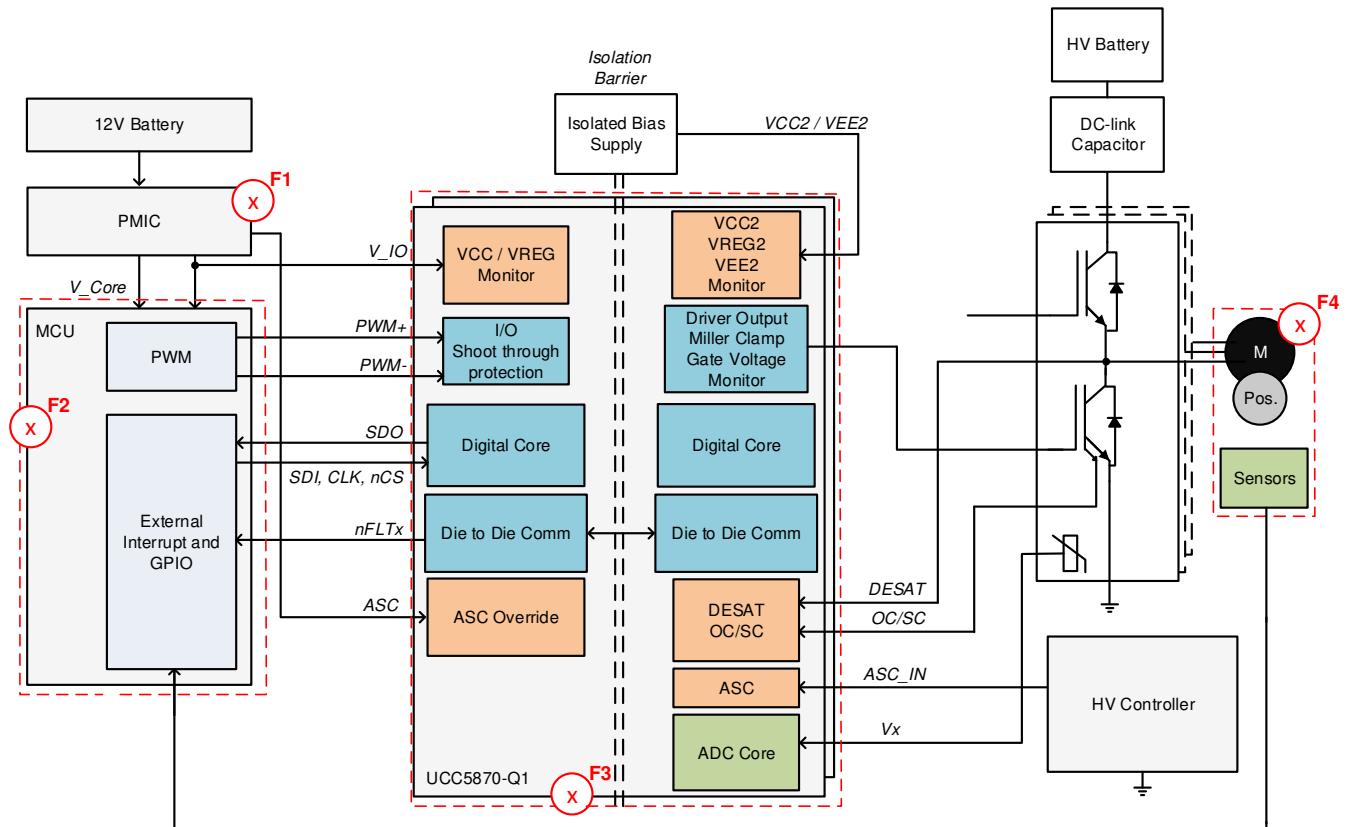 HV Battery
Isolation
Barrier
12V Battery
Isolated Bias
Supply
VCC2 / VEE2
DC-link
Capacitor
F1
X
PMIC
V_IO
VCC / VREG
Monitor
VCC2
VREG2
VEE2
Monitor
V_Core
MCU
PWM
PWM+
PWM-
I/O
Shoot through
protection
Driver Output
Miller Clamp
Gate Voltage
Monitor
F4
X
M
Pos.
F2
X
SDO
SDI, CLK, nCS
Digital Core
Digital Core
Sensors
External
Interrupt and
GPIO
nFLTx
Die to Die Comm
Die to Die Comm
ASC
ASC Override
DESAT
OC/SC
DESAT
OC/SC
ASC
ASC_IN
HV Controller
ADC Core
Vx
UCC5870-Q1
F3
X